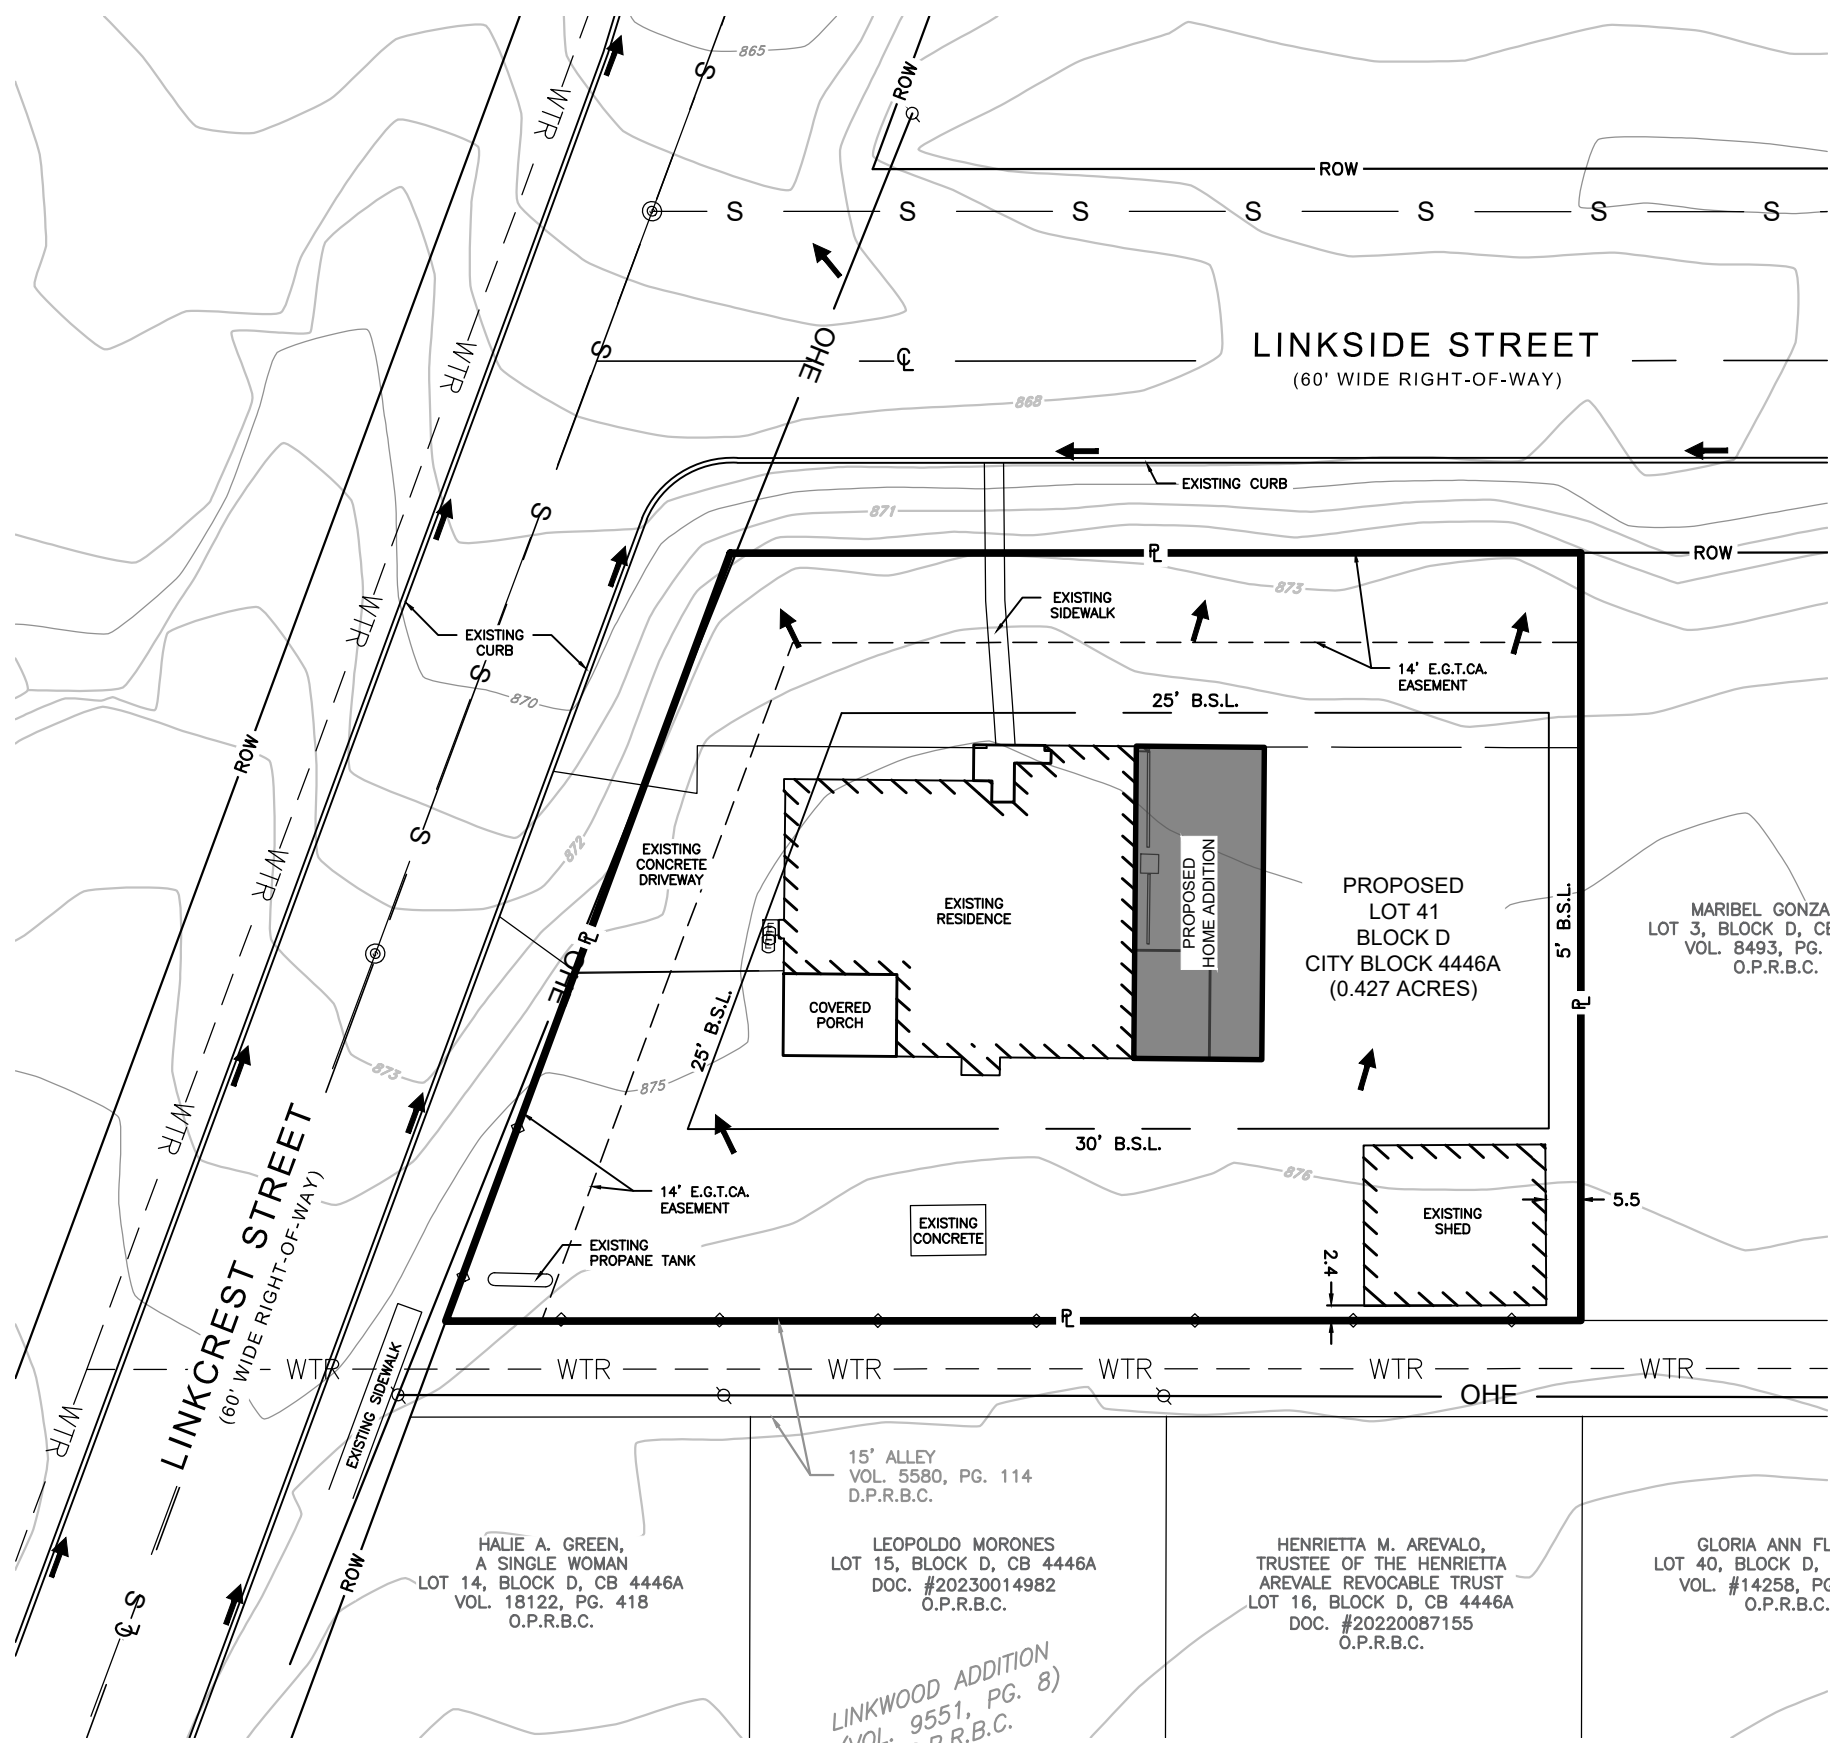 865
ROW
WTR
S
ROW
S S S S S S S
OHE
LINKSIDE STREET
(60' WIDE RIGHT-OF-WAY)
S
WTR
868
EXISTING CURB
871
S
ROW
873
EXISTING
SIDEWALK
WTR
EXISTING
CURB
14' E.G.T.CA.
EASEMENT
S
870
25' B.S.L.
ROW
S
872
EXISTING
CONCRETE
DRIVEWAY
WTR
EXISTING
RESIDENCE
PROPOSED
HOME ADDITION
PROPOSED
LOT 41
BLOCK D
CITY BLOCK 4446A
(0.427 ACRES)
5' B.S.L.
MARIBEL GONZA
LOT 3, BLOCK D, CB
VOL. 8493, PG.
O.P.R.B.C.
OHE
COVERED
PORCH
25' B.S.L.
873
875
WTR
30' B.S.L.
876
14' E.G.T.CA.
EASEMENT
EXISTING
CONCRETE
EXISTING
SHED
5.5
2.4
EXISTING
PROPANE TANK
LINKCREST STREET
(60' WIDE RIGHT-OF-WAY)
WTR WTR WTR WTR WTR WTR
OHE
EXISTING SIDEWALK
WTR
15' ALLEY
VOL. 5580, PG. 114
D.P.R.B.C.
HALIE A. GREEN,
A SINGLE WOMAN
LOT 14, BLOCK D, CB 4446A
VOL. 18122, PG. 418
O.P.R.B.C.
LEOPOLDO MORONES
LOT 15, BLOCK D, CB 4446A
DOC. #20230014982
O.P.R.B.C.
HENRIETTA M. AREVALO,
TRUSTEE OF THE HENRIETTA
AREVALE REVOCABLE TRUST
LOT 16, BLOCK D, CB 4446A
DOC. #20220087155
O.P.R.B.C.
GLORIA ANN FL
LOT 40, BLOCK D,
VOL. #14258, PG
O.P.R.B.C.
ROW
S
LINKWOOD ADDITION
(VOL. 9551, PG. 8)
P.R.B.C.